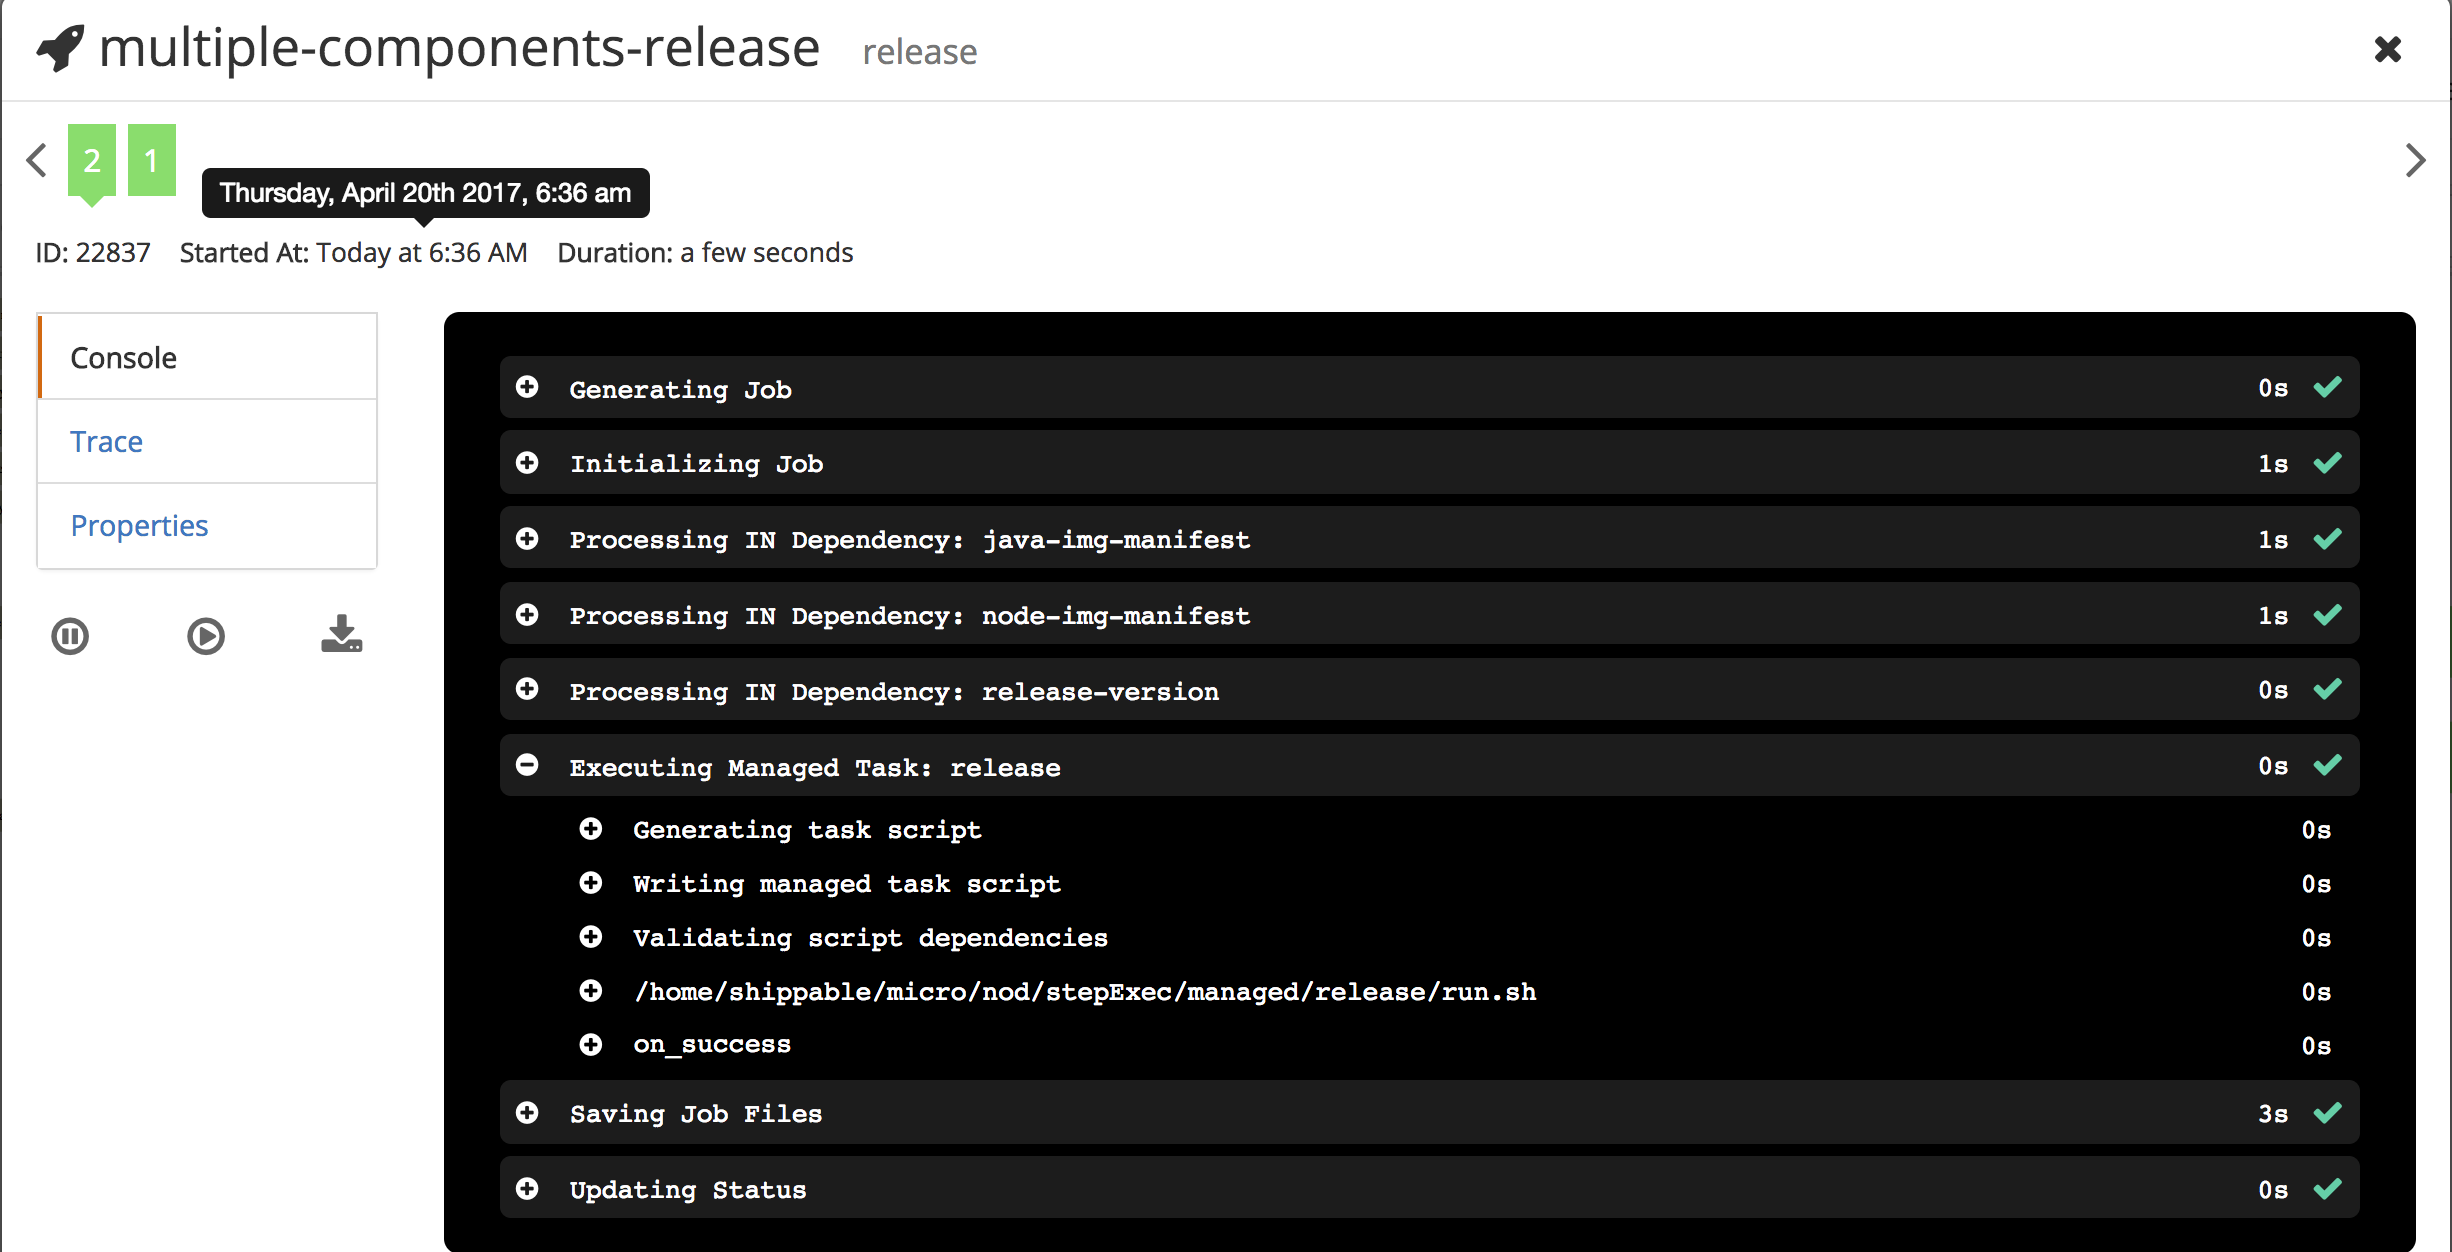 multiple-components-release release
2 1
Thursday, April 20th 2017, 6:36 am
ID: 22837 Started At: Today at 6:36 AM Duration: a few seconds
Console
Trace
Properties
Generating Job 0s
Initializing Job 1s
Processing IN Dependency: java-img-manifest 1s
Processing IN Dependency: node-img-manifest 1s
Processing IN Dependency: release-version 0s
Executing Managed Task: release 0s
Generating task script 0s
Writing managed task script 0s
Validating script dependencies 0s
/home/shippable/micro/nod/stepExec/managed/release/run.sh 0s
on_success 0s
Saving Job Files 3s
Updating Status 0s